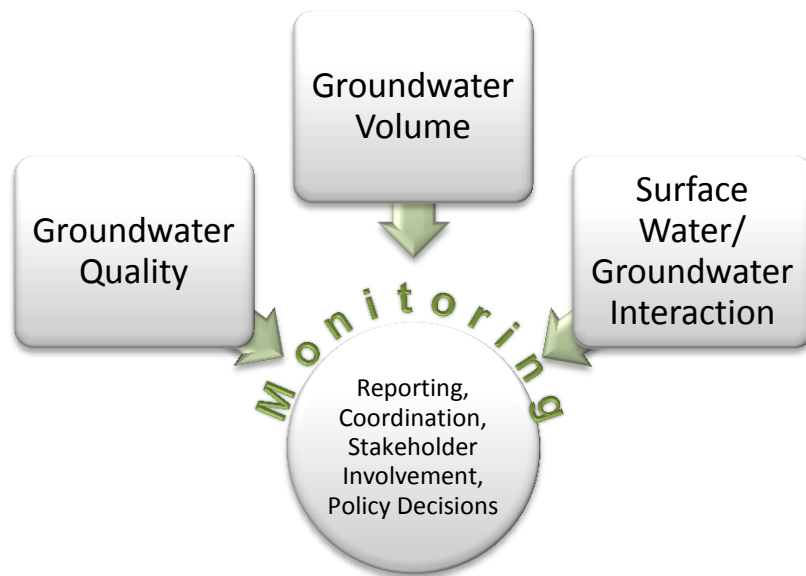 Groundwater
Volume
Groundwater
Quality
Surface
Water/
Groundwater
Interaction
Monitoring
Reporting,
Coordination,
Stakeholder
Involvement,
Policy Decisions